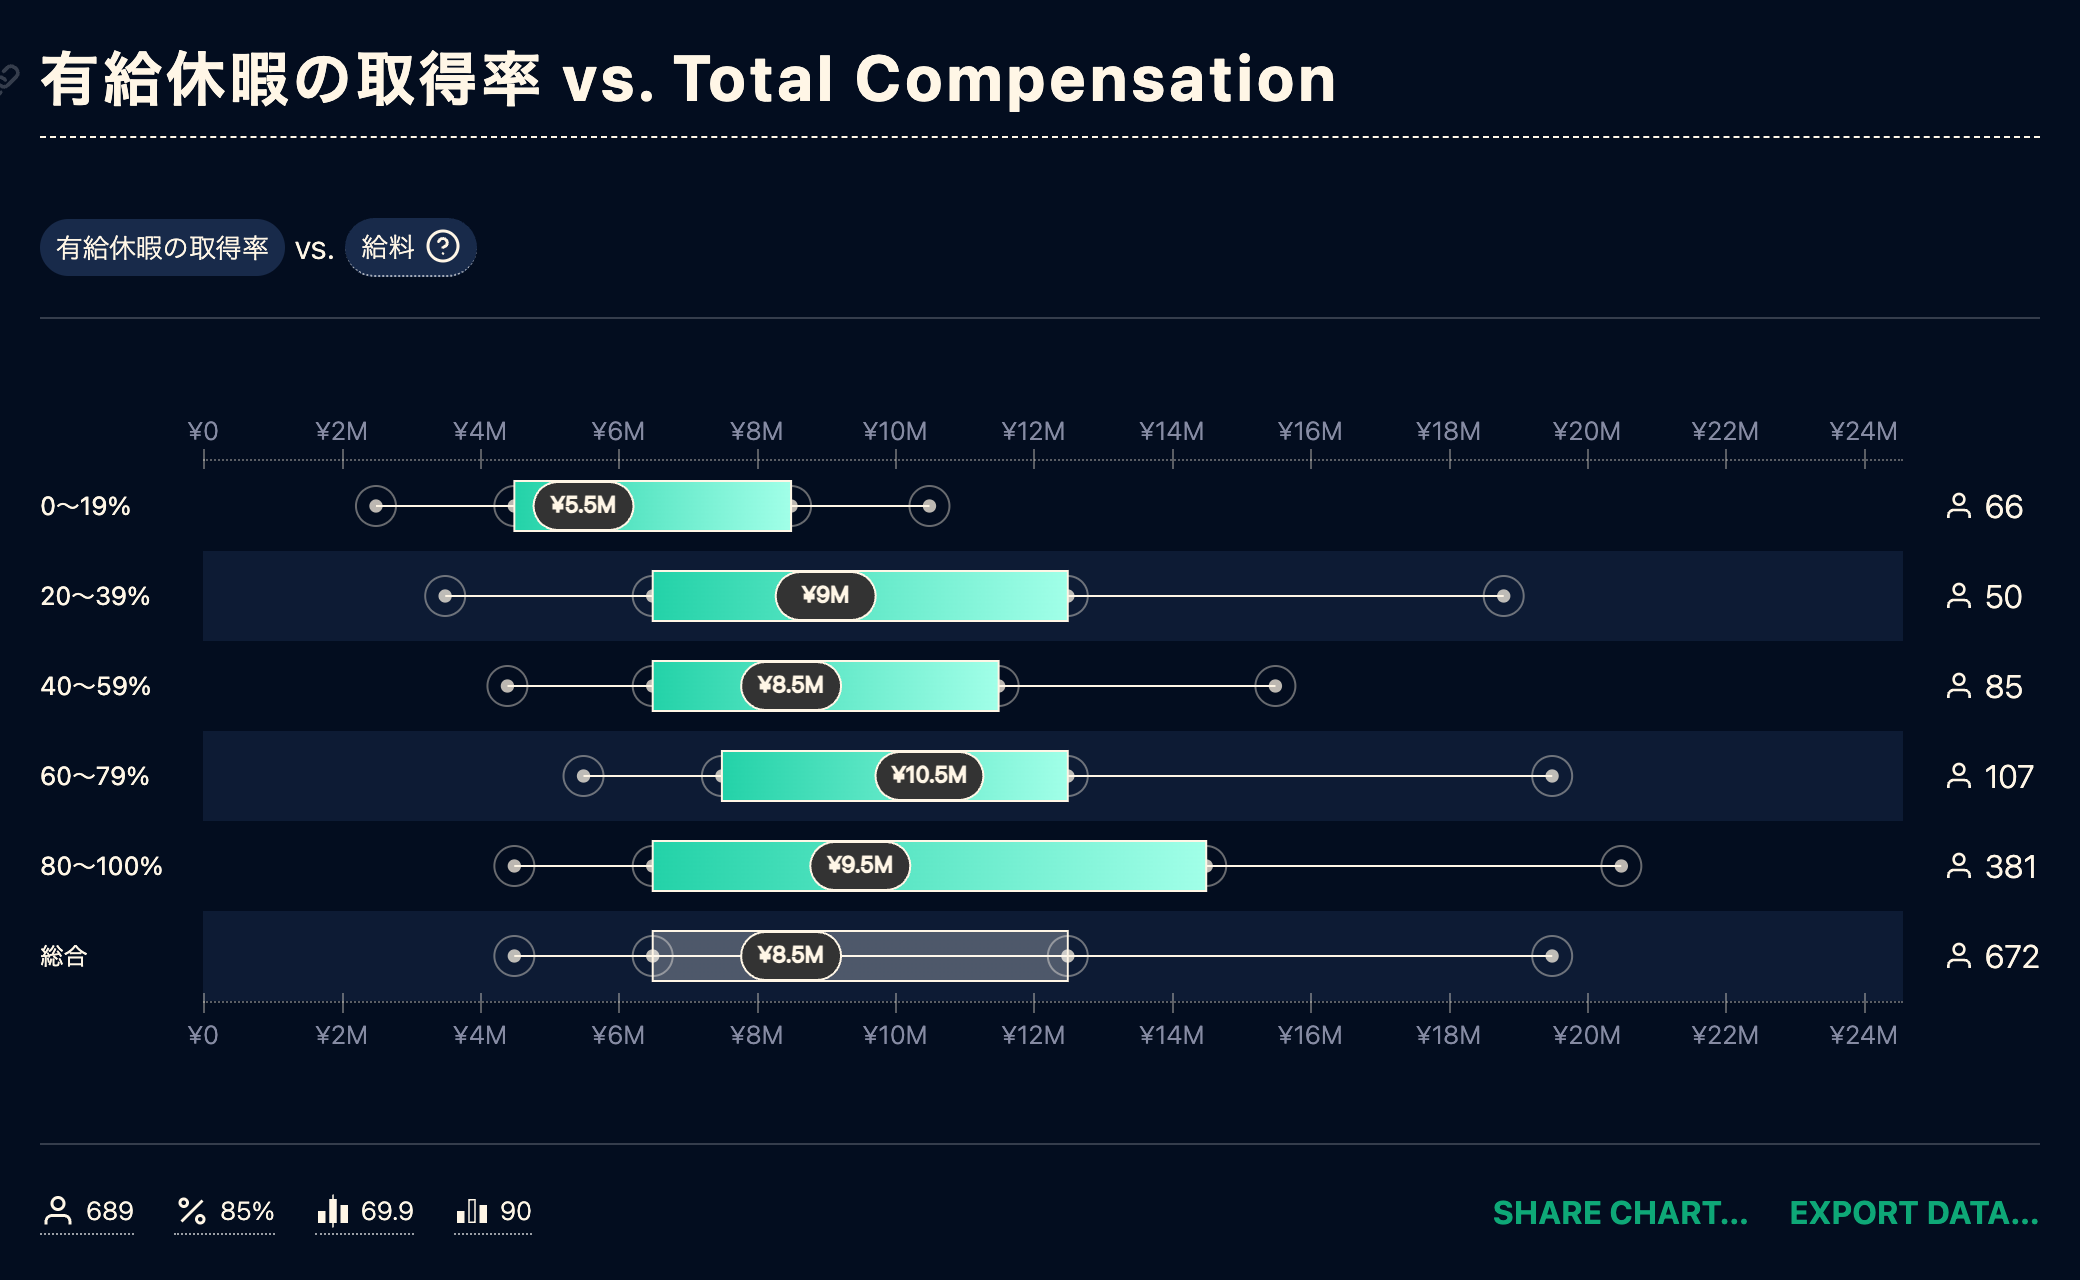 有給休暇の取得率 vs. Total Compensation
有給休暇の取得率 vs. 給料 ?
¥0 ¥2M ¥4M ¥6M ¥8M ¥10M ¥12M ¥14M ¥16M ¥18M ¥20M ¥22M ¥24M
0〜19% ¥5.5M 66
20〜39% ¥9M 50
40〜59% ¥8.5M 85
60〜79% ¥10.5M 107
80〜100% ¥9.5M 381
総合 ¥8.5M 672
¥0 ¥2M ¥4M ¥6M ¥8M ¥10M ¥12M ¥14M ¥16M ¥18M ¥20M ¥22M ¥24M
689 % 85% 69.9 90 SHARE CHART... EXPORT DATA...